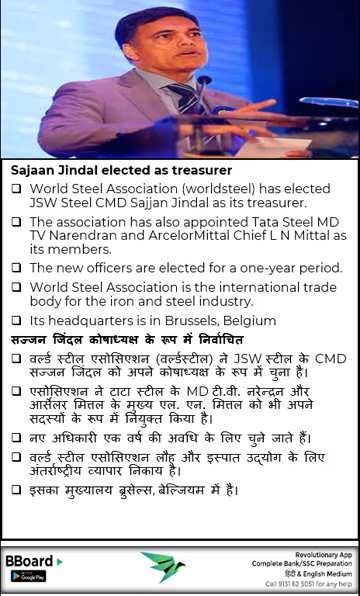 Sajaan Jindal elected as treasurer
❑ World Steel Association (worldsteel) has elected
JSW Steel CMD Sajjan Jindal as its treasurer.
❑ The association has also appointed Tata Steel MD
TV Narendran and ArcelorMittal Chief L N Mittal as
its members.
❑ The new officers are elected for a one-year period.
❑ World Steel Association is the international trade
body for the iron and steel industry.
❑ Its headquarters is in Brussels, Belgium
सज्जन जिंदल कोषाध्यक्ष के रूप में निर्वाचित
❑ वर्ल्ड स्टील एसोसिएशन (वर्ल्डस्टील) ने JSW स्टील के CMD
सज्जन जिंदल को अपने कोषाध्यक्ष के रूप में चुना है।
❑ एसोसिएशन ने टाटा स्टील के MD टी.वी. नरेन्द्रन और
आर्सेलर मित्तल के मुख्य एल. एन. मित्तल को भी अपने
सदस्यों के रूप में नियुक्त किया है।
❑ नए अधिकारी एक वर्ष की अवधि के लिए चुने जाते हैं।
❑ वर्ल्ड स्टील एसोसिएशन लौह और इस्पात उद्योग के लिए
अंतर्राष्ट्रीय व्यापार निकाय है।
❑ इसका मुख्यालय ब्रुसेल्स, बेल्जियम में है।
BBoard
Google Play
Revolutionary App
Complete Bank/SSC Preparation
हिंदी & English Medium
Call 9131 62 5051 for any help